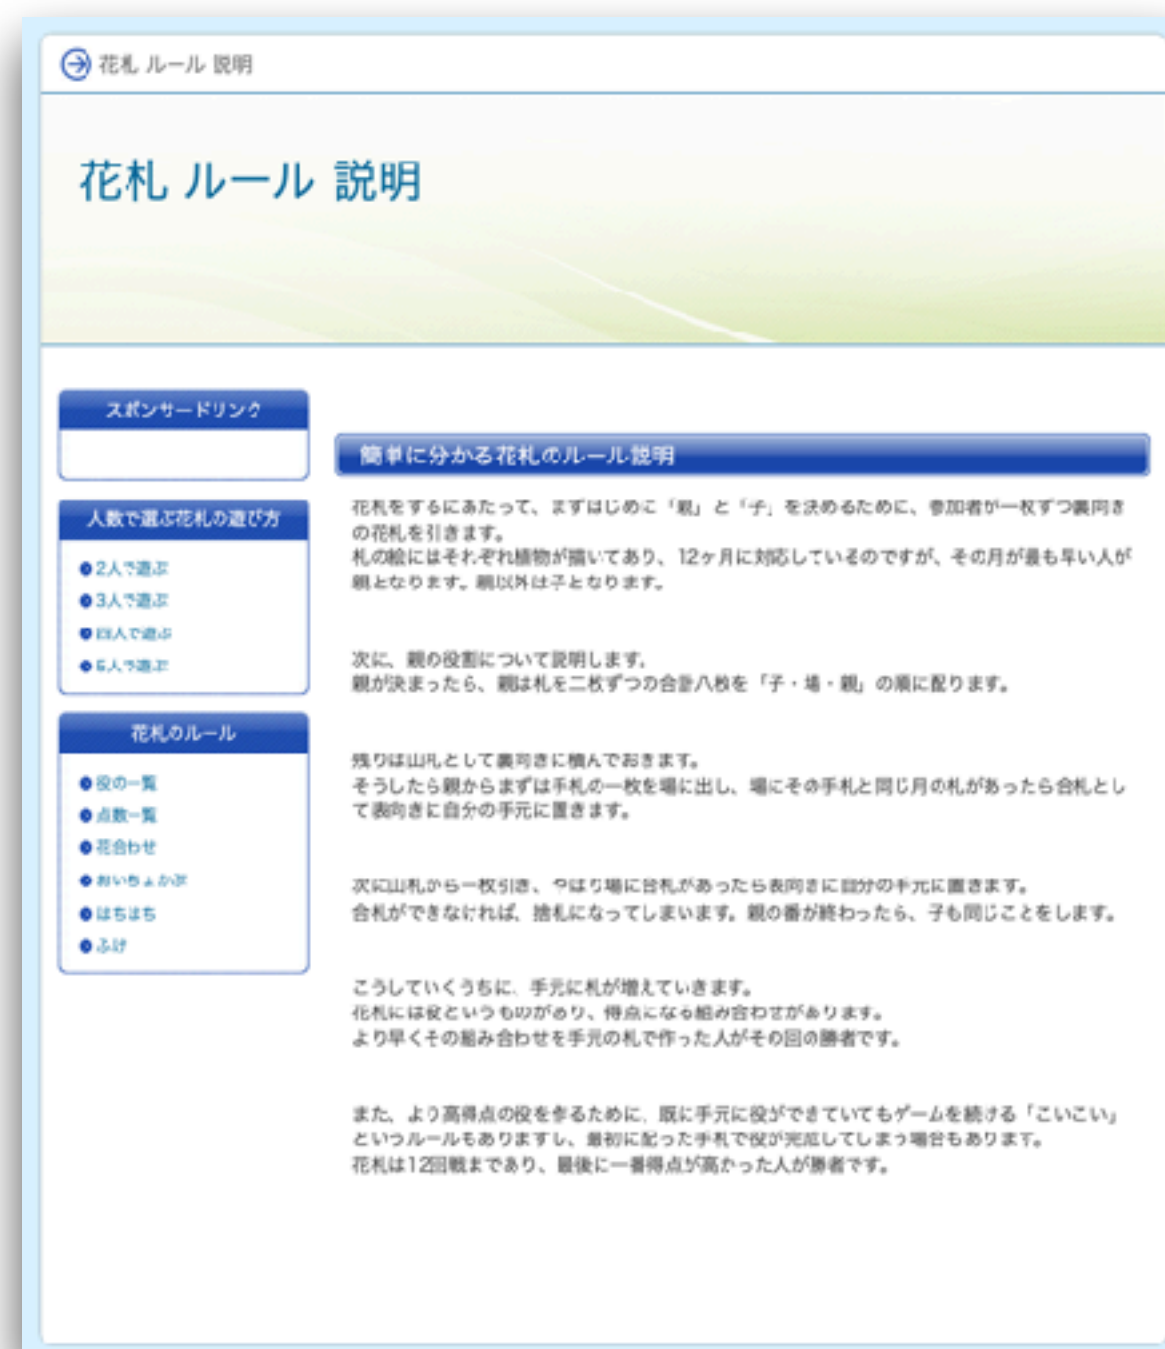 花札 ルール 説明
花札 ルール 説明
スポンサードリンク
人数で選ぶ花札の遊び方
2人で遊ぶ
3人で遊ぶ
四人で遊ぶ
人で遊ぶ
花札のルール
役の一覧
点数一覧
花合わせ
おいちょかぶ
はちはち
ふけ
簡単に分かる花札のルール説明
花札をするにあたって、まずはじめに「親」と「子」を決めるために、参加者が一枚ずつ裏向き
の花札を引きます。
札の絵にはそれぞれ植物が描いてあり、12ヶ月に対応しているのですが、その月が最も早い人が
親となります。親以外は子となります。
次に、親の役割について説明します。
親が決まったら、親は札を二枚ずつの合計八枚を「子・場・親」の順に配ります。
残りは山札として裏向きに積んでおきます。
そうしたら親からまずは手札の一枚を場に出し、場にその手札と同じ月の札があったら合札とし
て表向きに自分の手元に置きます。
次に山札から一枚引き、やはり場に合札があったら表向きに自分の手元に置きます。
合札ができなければ、捨札になってしまいます。親の番が終わったら、子も同じことをします。
こうしていくうちに、手元に札が増えていきます。
花札には役というものがあり、得点になる組み合わせがあります。
より早くその組み合わせを手元の札で作った人がその回の勝者です。
また、より高得点の役を作るために、既に手元に役ができていてもゲームを続ける「こいこい」
というルールもありますし、最初に配った手札で役が完成してしまう場合もあります。
花札は12回戦まであり、最後に一番得点が高かった人が勝者です。